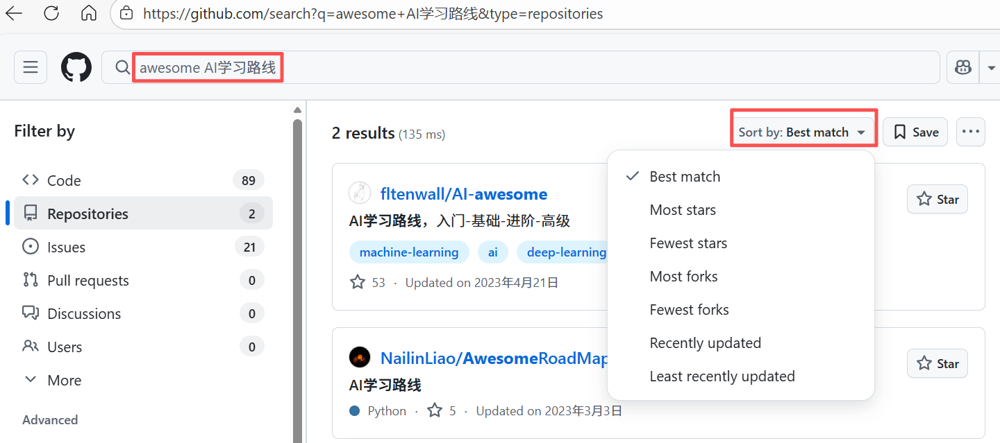 https://github.com/search?q=awesome+AI学习路线&type=repositories
awesome AI学习路线
Filter by
Code 89
Repositories 2
Issues 21
Pull requests 0
Discussions 0
Users 0
More
Advanced
2 results (135 ms)
Sort by: Best match
Save
Best match
Most stars
Fewest stars
Most forks
Fewest forks
Recently updated
Least recently updated
fltenwall/AI-awesome
Star
AI学习路线，入门-基础-进阶-高级
machine-learning ai deep-learning
53 · Updated on 2023年4月21日
NailinLiao/AwesomeRoadMap
Star
AI学习路线
Python · 5 · Updated on 2023年3月3日